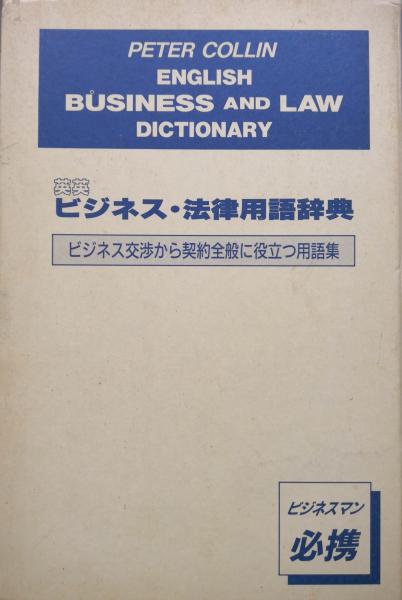 PETER COLLIN
ENGLISH
BUSINESS AND LAW
DICTIONARY
英英
ビジネス・法律用語辞典
ビジネス交渉から契約全般に役立つ用語集
ビジネスマン
必携